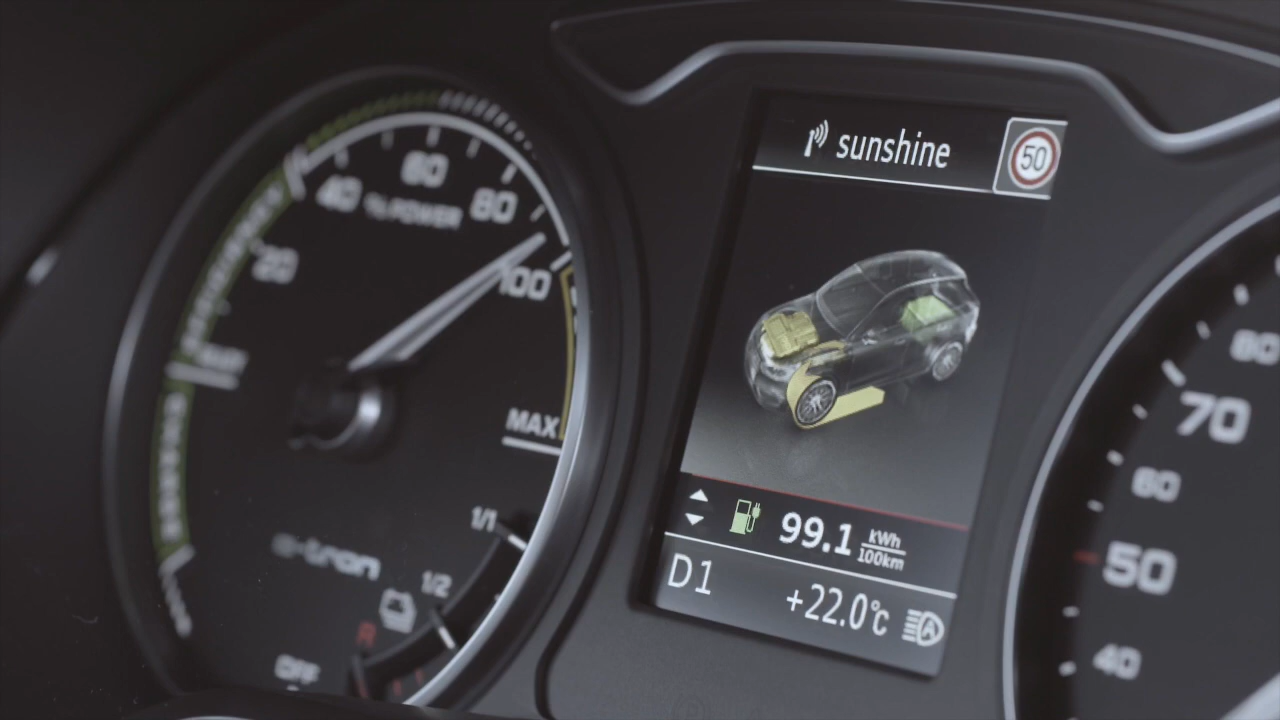 60
40
80
% POWER
20
100
MAX
1/1
e-tron
1/2
R
OFF
sunshine
50
99.1 kWh
100km
D1
+22.0°C
A
80
70
60
50
40